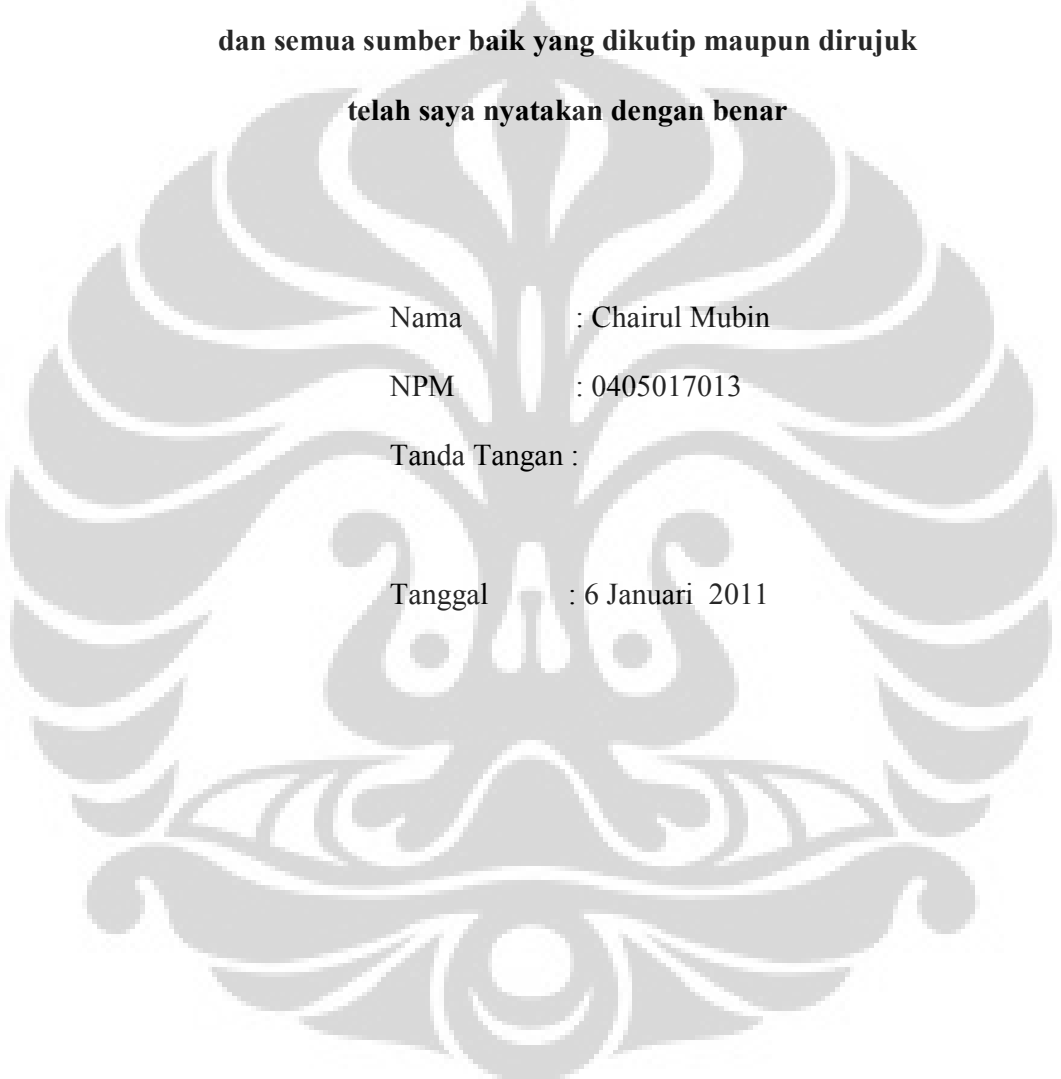 dan semua sumber baik yang dikutip maupun dirujuk
telah saya nyatakan dengan benar
Nama : Chairul Mubin
NPM : 0405017013
Tanda Tangan :
Tanggal : 6 Januari 2011